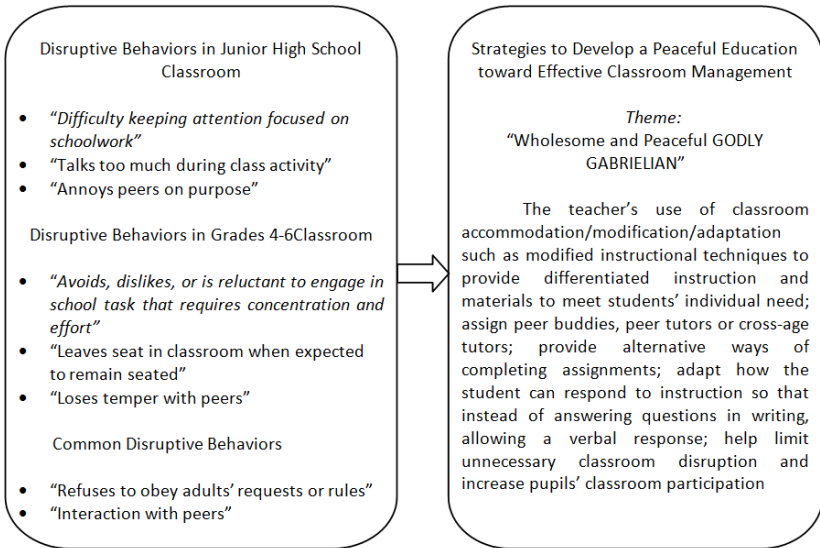 Disruptive Behaviors in Junior High School
Classroom
• “Difficulty keeping attention focused on
schoolwork”
• “Talks too much during class activity”
• “Annoys peers on purpose”
Disruptive Behaviors in Grades 4-6Classroom
• “Avoids, dislikes, or is reluctant to engage in
school task that requires concentration and
effort”
• “Leaves seat in classroom when expected
to remain seated”
• “Loses temper with peers”
Common Disruptive Behaviors
• “Refuses to obey adults’ requests or rules”
• “Interaction with peers”
Strategies to Develop a Peaceful Education
toward Effective Classroom Management
Theme:
“Wholesome and Peaceful GODLY
GABRIELIAN”
The teacher’s use of classroom
accommodation/modification/adaptation
such as modified instructional techniques to
provide differentiated instruction and
materials to meet students’ individual need;
assign peer buddies, peer tutors or cross-age
tutors; provide alternative ways of
completing assignments; adapt how the
student can respond to instruction so that
instead of answering questions in writing,
allowing a verbal response; help limit
unnecessary classroom disruption and
increase pupils’ classroom participation